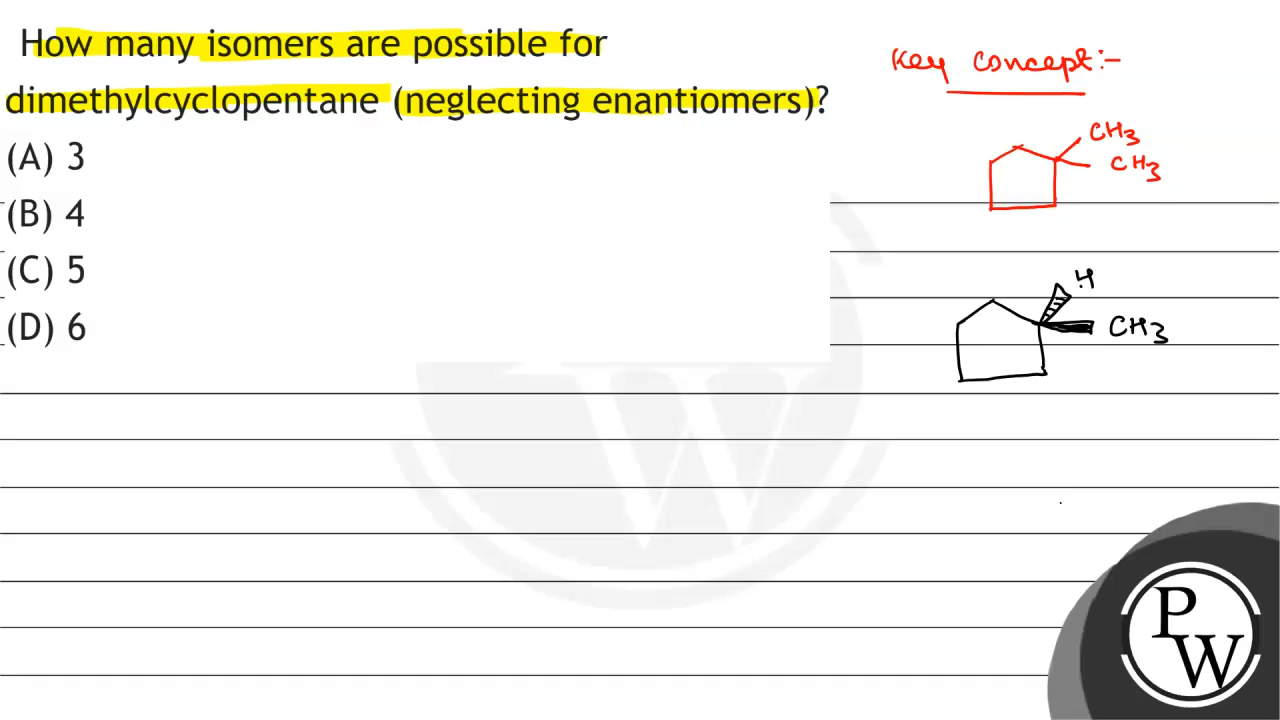 How many isomers are possible for
dimethylcyclopentane (neglecting enantiomers)?
(A) 3
(B) 4
(C) 5
(D) 6
Key Concept:-
CH3
CH3
H
CH3
P
W